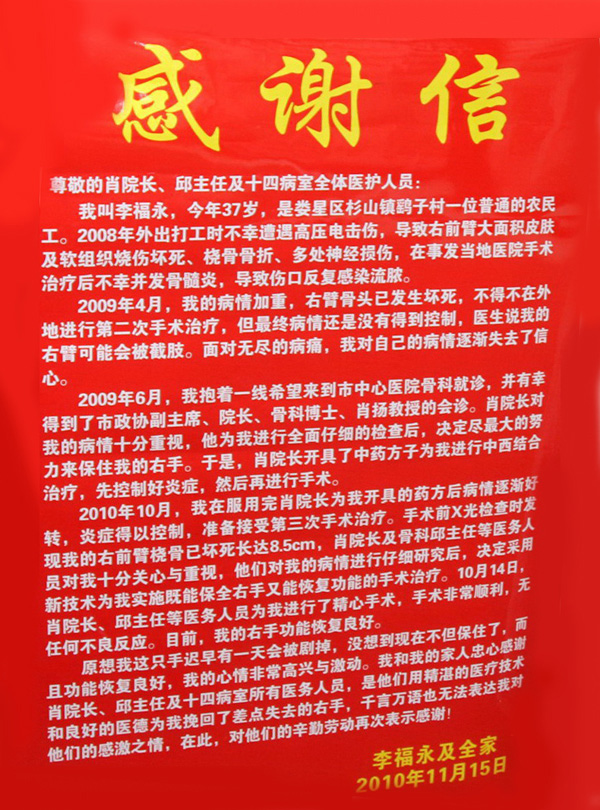 感谢信
尊敬的肖院长、邱主任及十四病室全体医护人员：
我叫李福永，今年37岁，是娄星区杉山镇鹞子村一位普通的农民
工。2008年外出打工时不幸遭遇高压电击伤，导致右前臂大面积皮肤
及软组织烧伤坏死、桡骨骨折、多处神经损伤，在事发当地医院手术
治疗后不幸并发骨髓炎，导致伤口反复感染流脓。
2009年4月，我的病情加重，右臂骨头已发生坏死，不得不在外
地进行第二次手术治疗，但最终病情还是没有得到控制，医生说我的
右臂可能会被截肢。面对无尽的病痛，我对自己的病情逐渐失去了信
心。
2009年6月，我抱着一线希望来到市中心医院骨科就诊，并有幸
得到了市政协副主席、院长、骨科博士、肖扬教授的会诊。肖院长对
我的病情十分重视，他为我进行全面仔细的检查后，决定尽最大的努
力来保住我的右手。于是，肖院长开具了中药方子为我进行中西结合
治疗，先控制好炎症，然后再进行手术。
2010年10月，我在服用完肖院长为我开具的药方后病情逐渐好
转，炎症得以控制，准备接受第三次手术治疗。手术前X光检查时发
现我的右前臂桡骨已坏死长达8.5cm，肖院长及骨科邱主任等医务人
员对我十分关心与重视，他们对我的病情进行仔细研究后，决定采用
新技术为我实施既能保全右手又能恢复功能的手术治疗。10月14日，
肖院长、邱主任等医务人员为我进行了精心手术，手术非常顺利，无
任何不良反应。目前，我的右手功能恢复良好。
原想我这只手迟早有一天会被剧掉，没想到现在不但保住了，而
且功能恢复良好，我的心情非常高兴与激动。我和我的家人忠心感谢
肖院长、邱主任及十四病室所有医务人员，是他们用精湛的医疗技术
和良好的医德为我挽回了差点失去的右手，千言万语也无法表达我对
他们的感激之情，在此，对他们的辛勤劳动再次表示感谢！
李福永及全家
2010年11月15日